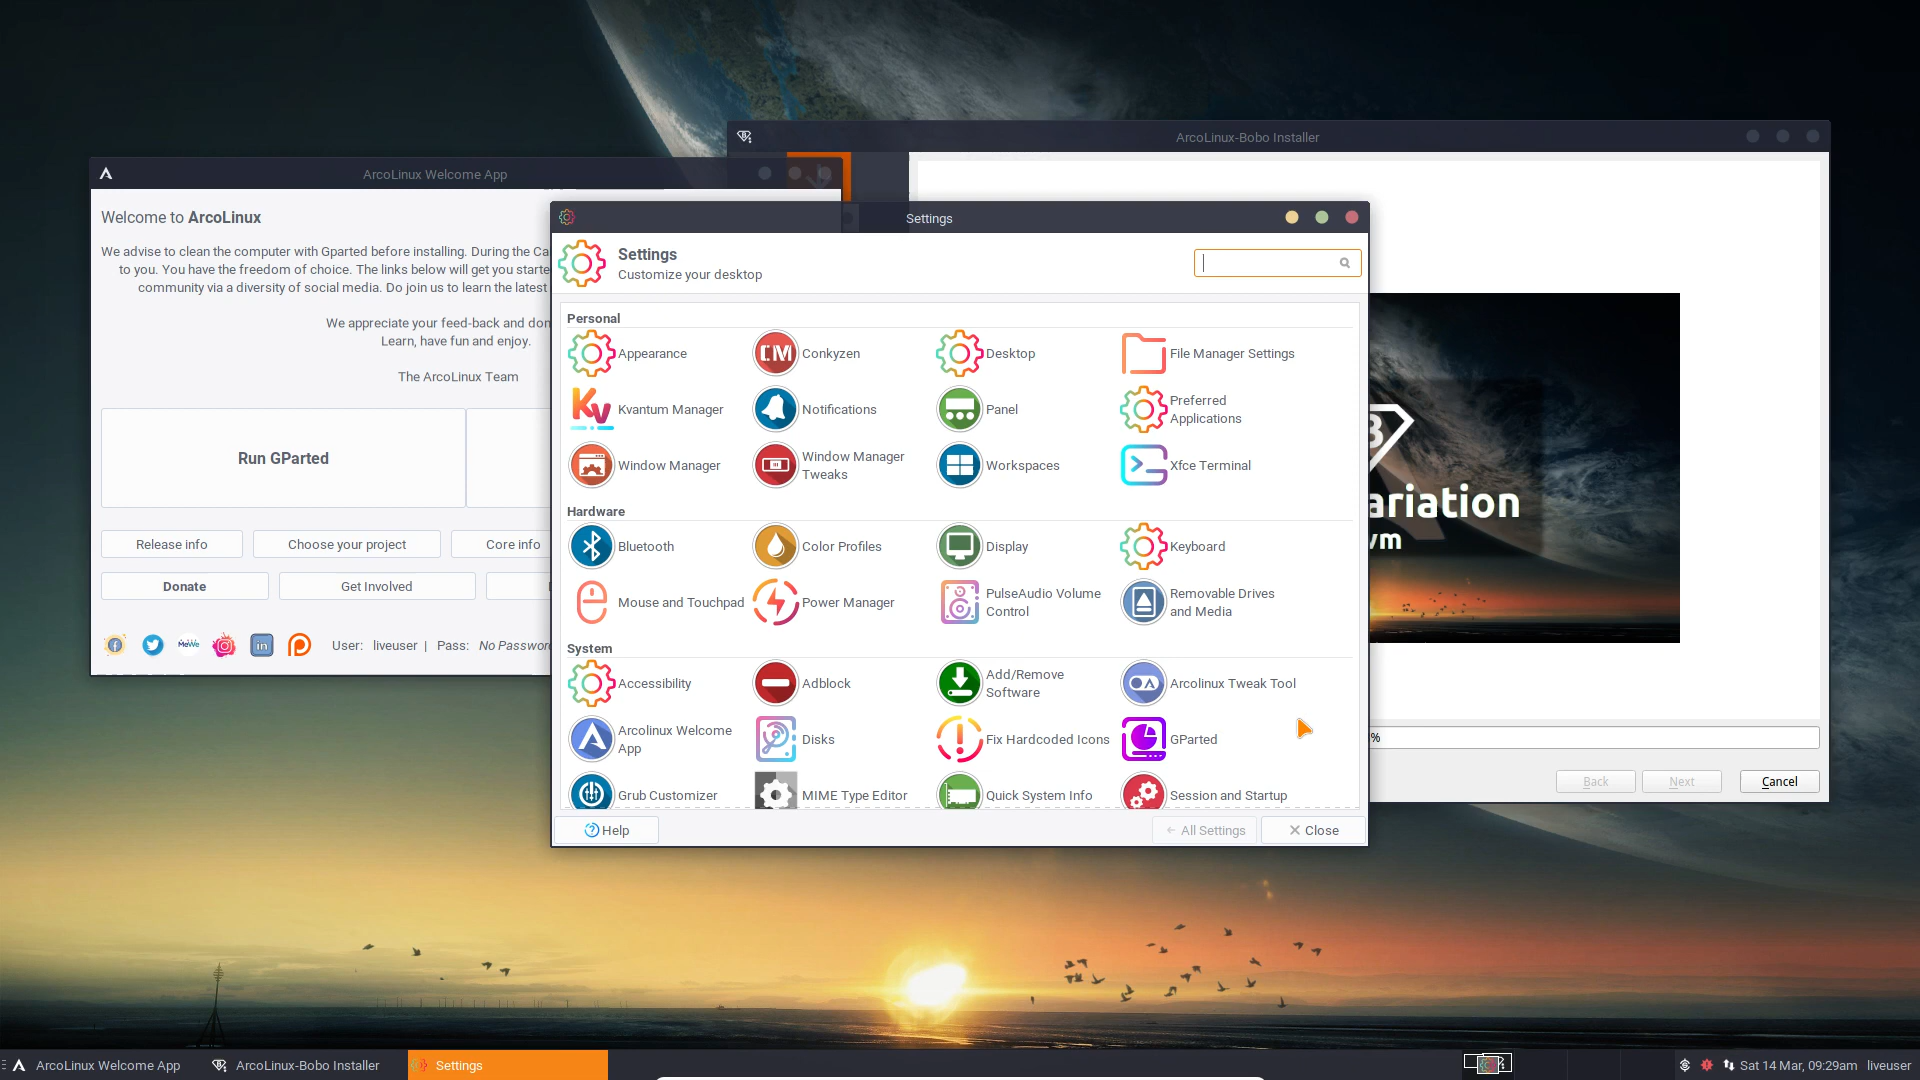 ArcoLinux-Bobo Installer
ArcoLinux Welcome App
Welcome to ArcoLinux
We advise to clean the computer with Gparted before installing. During the Ca
to you. You have the freedom of choice. The links below will get you starte
community via a diversity of social media. Do join us to learn the latest
We appreciate your feed-back and don
Learn, have fun and enjoy.
The ArcoLinux Team
Run GParted
Release info
Choose your project
Core info
Donate
Get Involved
MeWe
in
User: liveuser | Pass: No Passwor
Settings
Settings
Customize your desktop
Personal
Appearance
CM
Conkyzen
Desktop
File Manager Settings
Kv
Kvantum Manager
Notifications
Panel
Preferred
Applications
Window Manager
Window Manager
Tweaks
Workspaces
Xfce Terminal
Hardware
Bluetooth
Color Profiles
Display
Keyboard
Mouse and Touchpad
Power Manager
PulseAudio Volume
Control
Removable Drives
and Media
System
Accessibility
Adblock
Add/Remove
Software
Arcolinux Tweak Tool
Arcolinux Welcome
App
Disks
Fix Hardcoded Icons
GParted
Grub Customizer
MIME Type Editor
Quick System Info
Session and Startup
Help
All Settings
Close
ariation
vm
%
Back
Next
Cancel
ArcoLinux Welcome App
ArcoLinux-Bobo Installer
Settings
Sat 14 Mar, 09:29am
liveuser